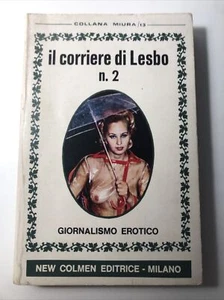 COLLANA MIURA/13
il corriere di Lesbo
n. 2
GIORNALISMO EROTICO
NEW COLMEN EDITRICE - MILANO